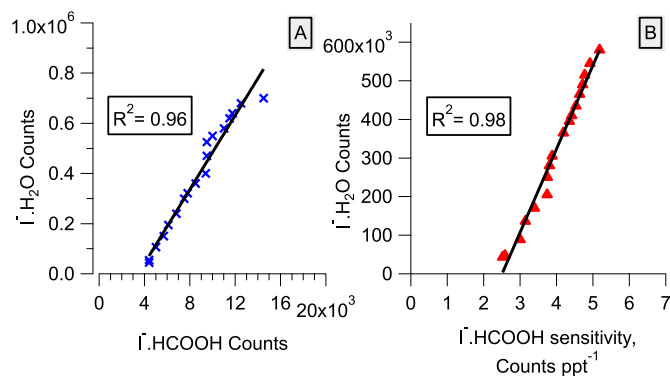 A
1.0x10⁶
0.8
0.6
0.4
0.2
0.0
I⁻.H₂O Counts
R²= 0.96
0 4 8 12 16 20x10³
I⁻.HCOOH Counts
B
600x10³
500
400
300
200
100
0
I⁻.H₂O Counts
R²= 0.98
0 1 2 3 4 5 6 7
I⁻.HCOOH sensitivity,
Counts ppt⁻¹